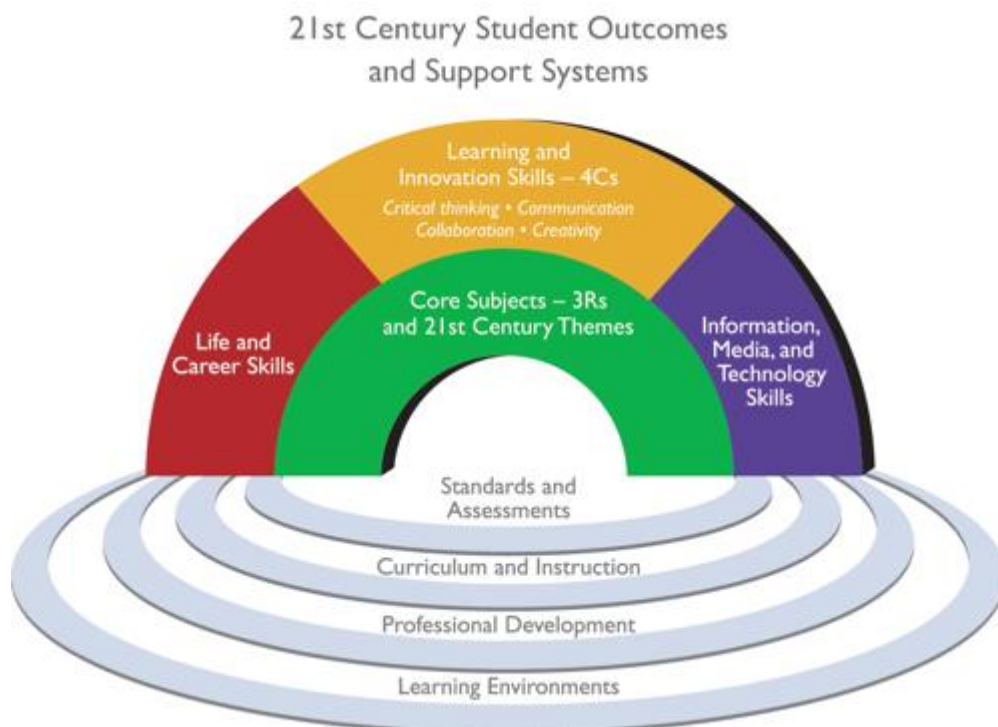 21st Century Student Outcomes
and Support Systems
Learning and
Innovation Skills – 4Cs
Critical thinking • Communication
Collaboration • Creativity
Core Subjects – 3Rs
and 21st Century Themes
Life and
Career Skills
Information,
Media, and
Technology
Skills
Standards and
Assessments
Curriculum and Instruction
Professional Development
Learning Environments